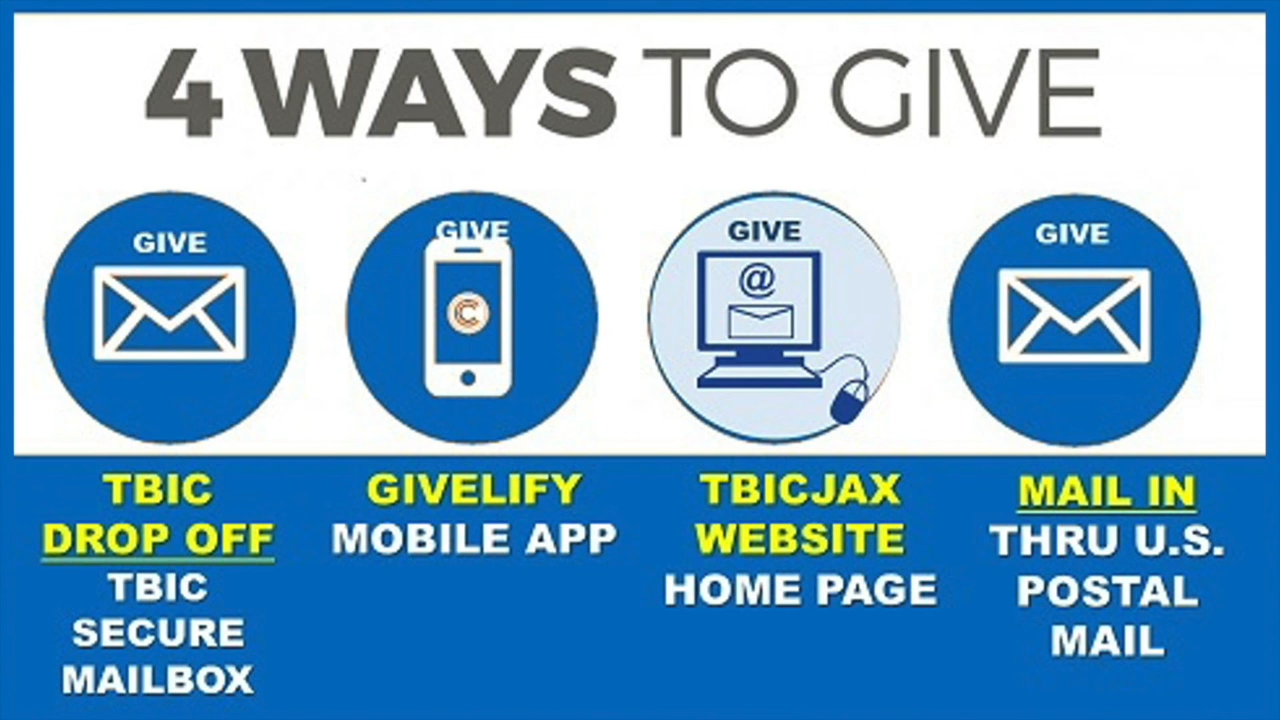 4 WAYS TO GIVE
GIVE
GIVE
C
GIVE
@
GIVE
TBIC
DROP OFF
TBIC
SECURE
MAILBOX
GIVELIFY
MOBILE APP
TBICJAX
WEBSITE
HOME PAGE
MAIL IN
THRU U.S.
POSTAL
MAIL